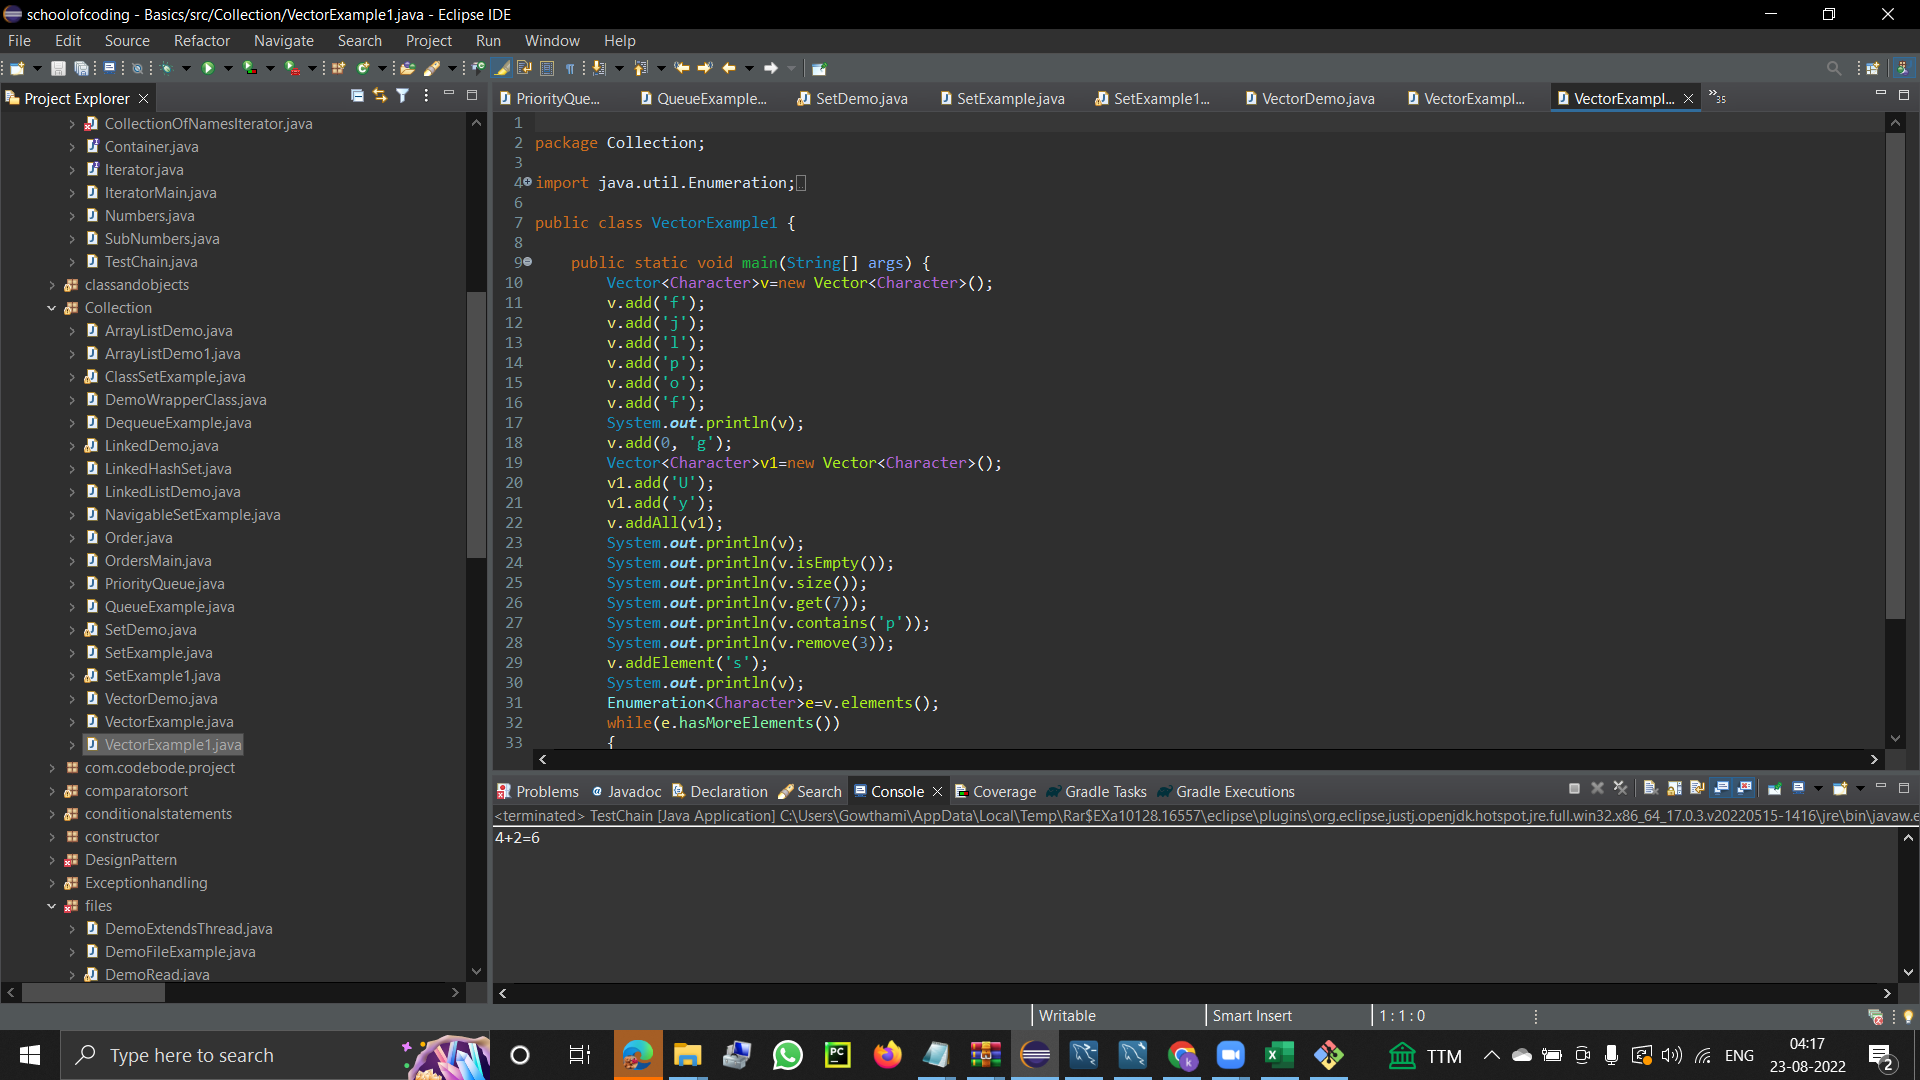 schoolofcoding - Basics/src/Collection/VectorExample1.java - Eclipse IDE
File Edit Source Refactor Navigate Search Project Run Window Help
Project Explorer
CollectionOfNamesIterator.java
Container.java
Iterator.java
IteratorMain.java
Numbers.java
SubNumbers.java
TestChain.java
classandobjects
Collection
ArrayListDemo.java
ArrayListDemo1.java
ClassSetExample.java
DemoWrapperClass.java
DequeueExample.java
LinkedDemo.java
LinkedHashSet.java
LinkedListDemo.java
NavigableSetExample.java
Order.java
OrdersMain.java
PriorityQueue.java
QueueExample.java
SetDemo.java
SetExample.java
SetExample1.java
VectorDemo.java
VectorExample.java
VectorExample1.java
com.codebode.project
comparatorsort
conditionalstatements
constructor
DesignPattern
Exceptionhandling
files
DemoExtendsThread.java
DemoFileExample.java
DemoRead.java
PriorityQue... QueueExample... SetDemo.java SetExample.java SetExample1... VectorDemo.java VectorExampl... VectorExampl... »35
1
2 package Collection;
3
4 import java.util.Enumeration;
6
7 public class VectorExample1 {
8
9 public static void main(String[] args) {
10 Vector<Character>v=new Vector<Character>();
11 v.add('f');
12 v.add('j');
13 v.add('l');
14 v.add('p');
15 v.add('o');
16 v.add('f');
17 System.out.println(v);
18 v.add(0, 'g');
19 Vector<Character>v1=new Vector<Character>();
20 v1.add('U');
21 v1.add('y');
22 v.addAll(v1);
23 System.out.println(v);
24 System.out.println(v.isEmpty());
25 System.out.println(v.size());
26 System.out.println(v.get(7));
27 System.out.println(v.contains('p'));
28 System.out.println(v.remove(3));
29 v.addElement('s');
30 System.out.println(v);
31 Enumeration<Character>e=v.elements();
32 while(e.hasMoreElements())
33 {
Problems Javadoc Declaration Search Console Coverage Gradle Tasks Gradle Executions
<terminated> TestChain [Java Application] C:\Users\Gowthami\AppData\Local\Temp\Rar$EXa10128.16557\eclipse\plugins\org.eclipse.justj.openjdk.hotspot.jre.full.win32.x86_64_17.0.3.v20220515-1416\jre\bin\javaw.e
4+2=6
Writable Smart Insert 1 : 1 : 0
Type here to search
PC
k
TTM
ENG
04:17
23-08-2022
2